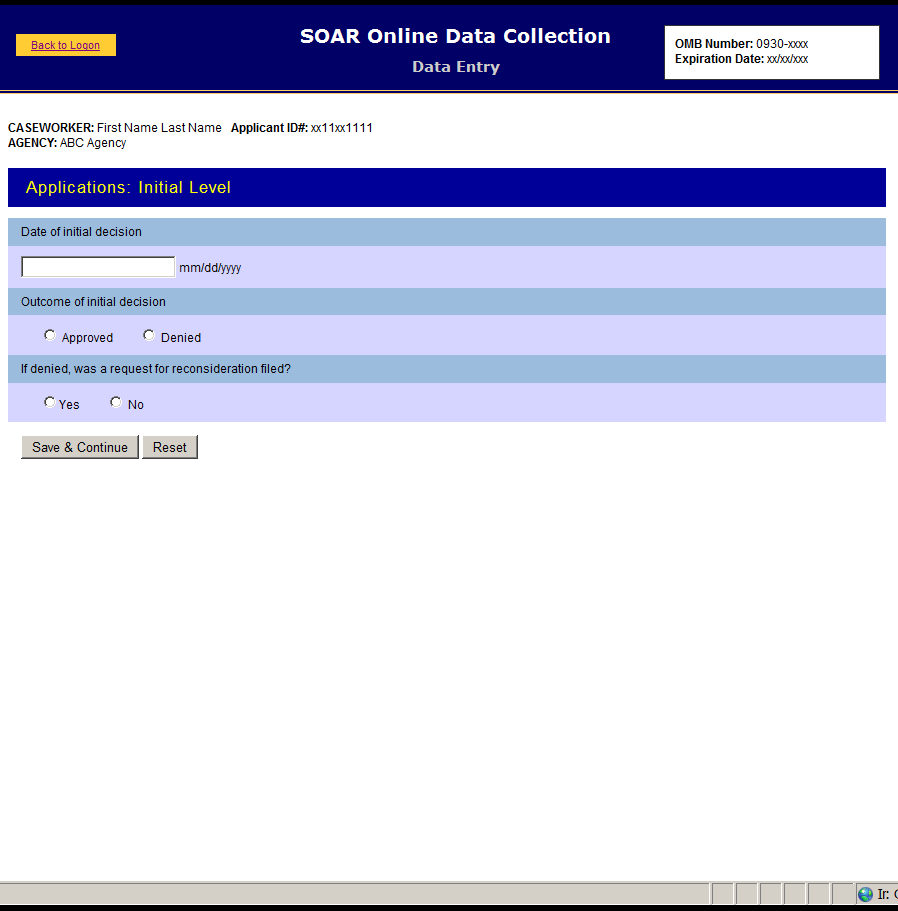 Back to Logon
SOAR Online Data Collection
Data Entry
OMB Number: 0930-xxxx
Expiration Date: xx/xx/xxx
CASEWORKER: First Name Last Name Applicant ID#: xx11xx1111
AGENCY: ABC Agency
Applications: Initial Level
Date of initial decision
mm/dd/yyyy
Outcome of initial decision
Approved Denied
If denied, was a request for reconsideration filed?
Yes No
Save & Continue Reset